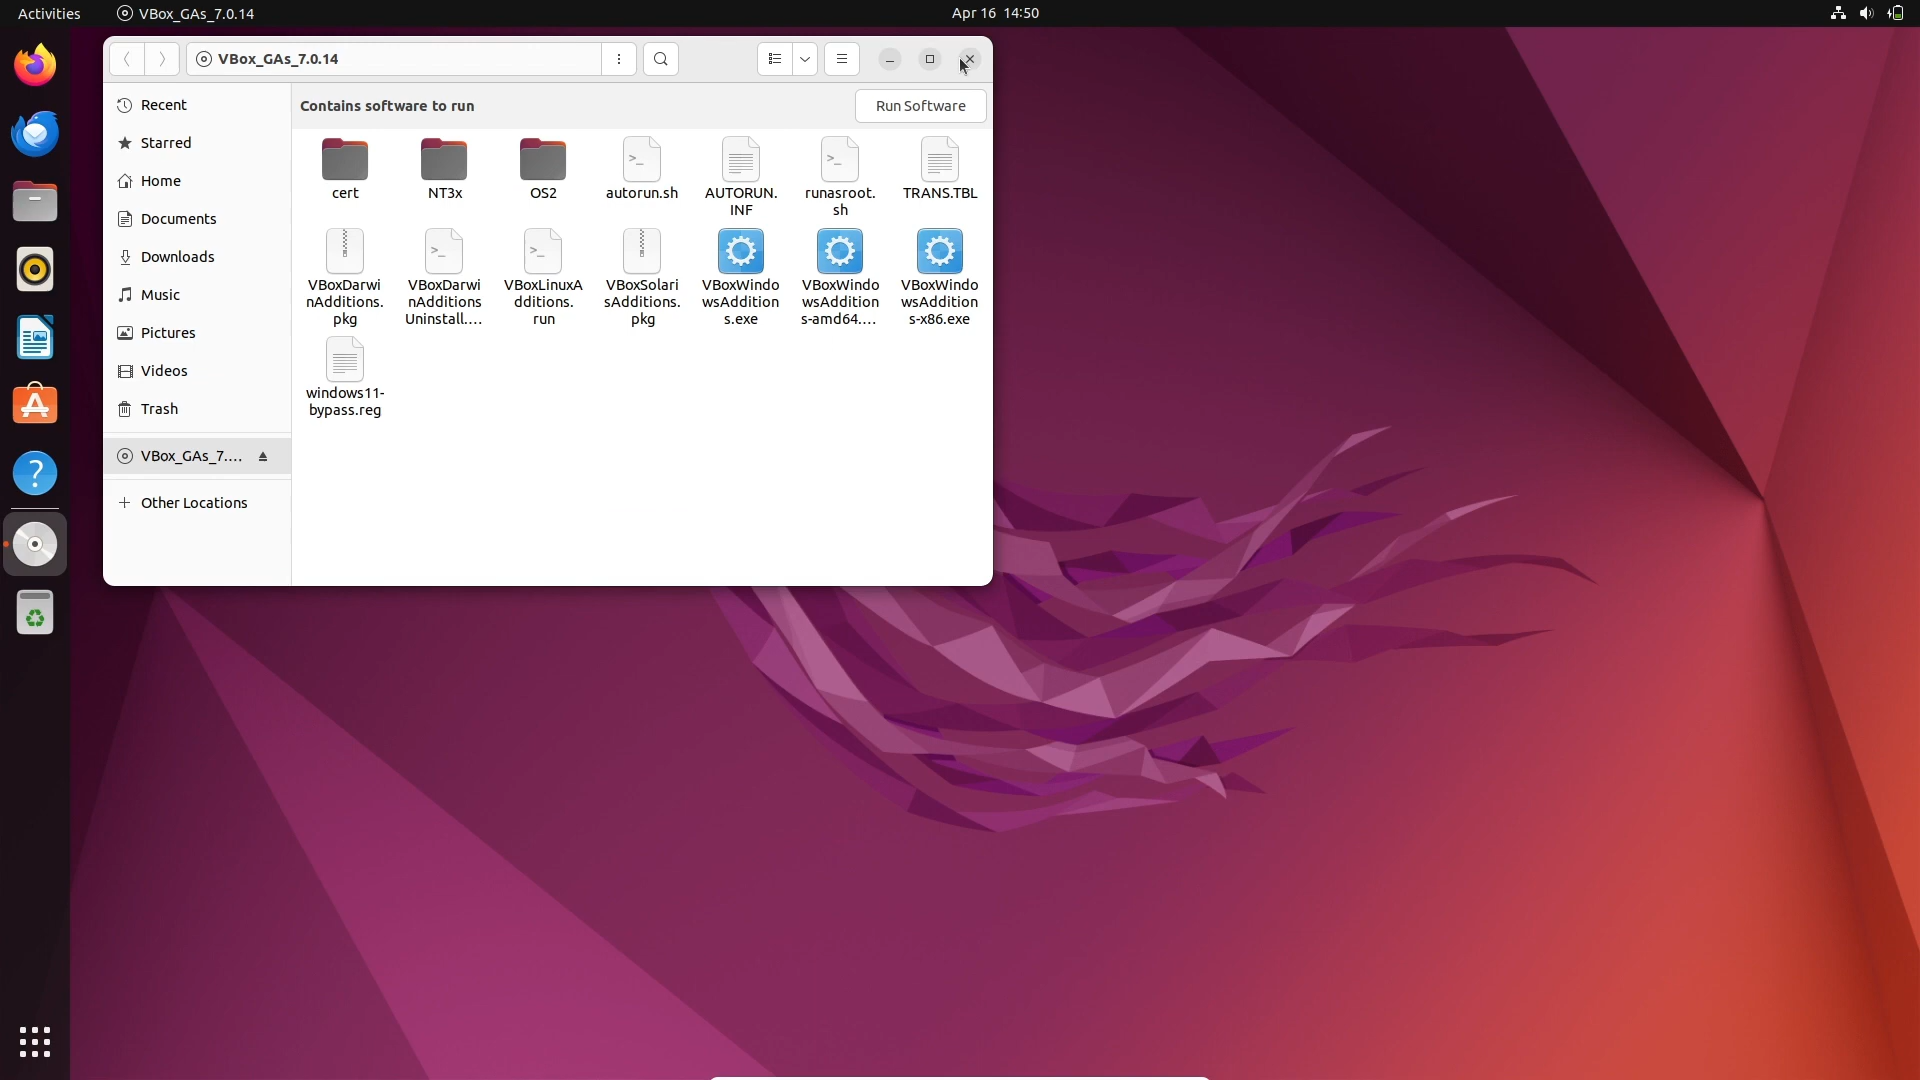 Activities
VBox_GAs_7.0.14
Apr 16 14:50
VBox_GAs_7.0.14
Recent
Starred
Home
Documents
Downloads
Music
Pictures
Videos
Trash
VBox_GAs_7....
Other Locations
Contains software to run
Run Software
cert
NT3x
OS2
autorun.sh
AUTORUN.
INF
runasroot.
sh
TRANS.TBL
VBoxDarwi
nAdditions.
pkg
VBoxDarwi
nAdditions
Uninstall....
VBoxLinuxA
dditions.
run
VBoxSolari
sAdditions.
pkg
VBoxWindo
wsAddition
s.exe
VBoxWindo
wsAddition
s-amd64....
VBoxWindo
wsAddition
s-x86.exe
windows11-
bypass.reg